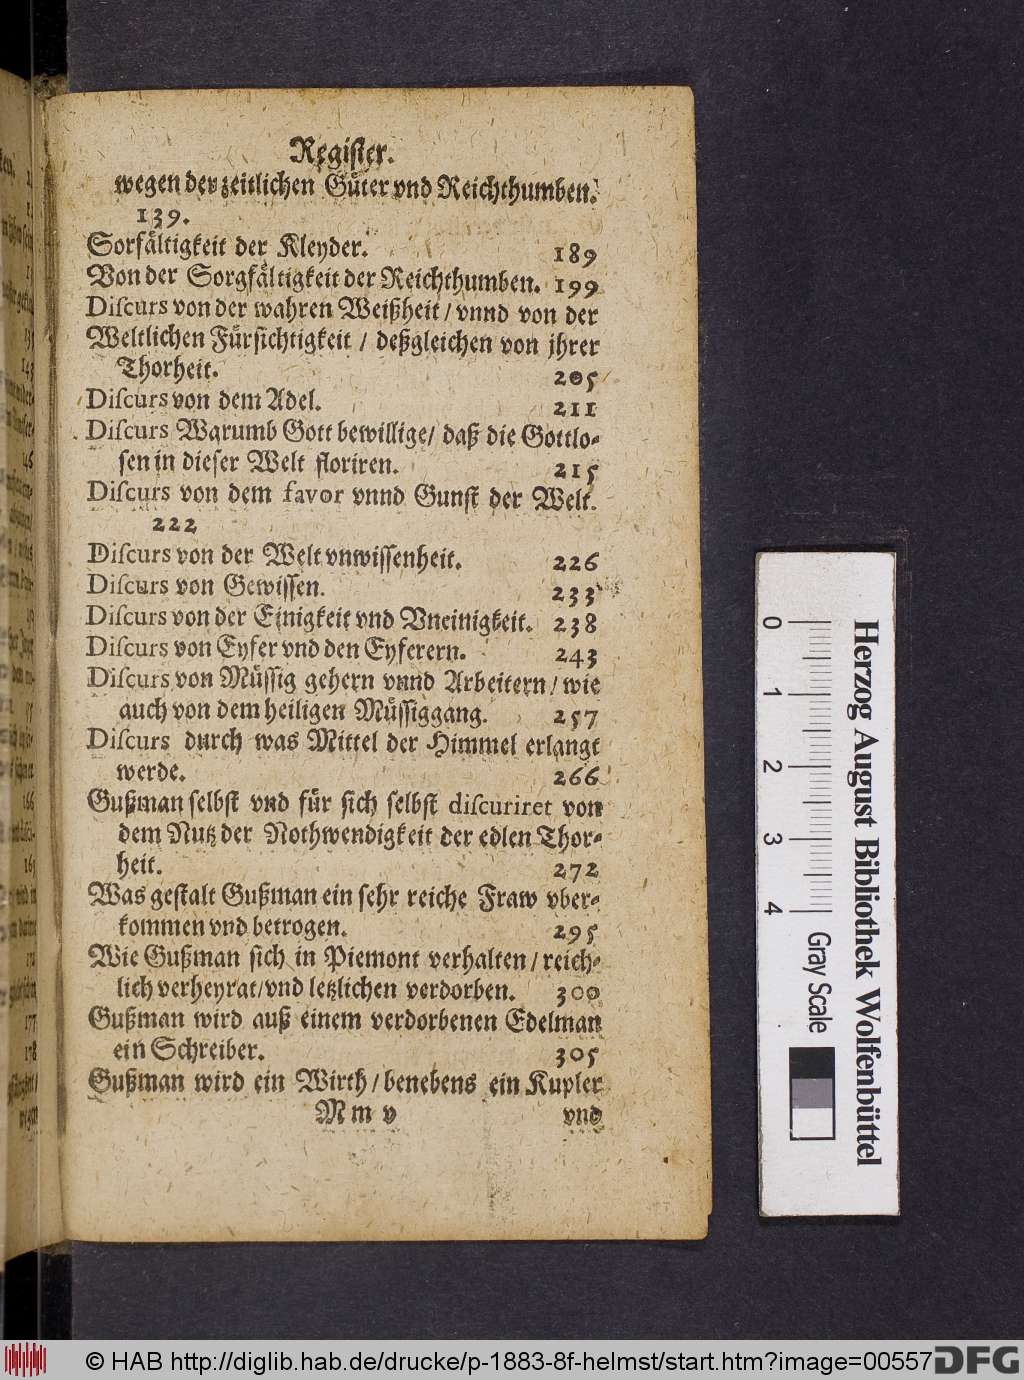 Register.
wegen der zeitlichen Güter vnd Reichthumben.
139.
Sorfältigkeit der Kleyder. 189
Von der Sorgfältigkeit der Reichthumben. 199
Discurs von der wahren Weißheit / vnnd von der
Weltlichen Fürsichtigkeit / deßgleichen von jhrer
Thorheit. 205
Discurs von dem Adel. 211
Discurs Warumb Gott bewillige / daß die Gottlo-
sen in dieser Welt floriren. 215
Discurs von dem favor vnnd Gunst der Welt.
222
Discurs von der Welt vnwissenheit. 226
Discurs von Gewissen. 233
Discurs von der Einigkeit vnd Vneinigkeit. 238
Discurs von Eyfer vnd den Eyferern. 243
Discurs von Müssig gehern vnnd Arbeitern / wie
auch von dem heiligen Müssiggang. 257
Discurs durch was Mittel der Himmel erlangt
werde. 266
Gußman selbst vnd für sich selbst discuriret von
dem Nutz der Nothwendigkeit der edlen Thor-
heit. 272
Was gestalt Gußman ein sehr reiche Fraw vber-
kommen vnd betrogen. 295
Wie Gußman sich in Piemont verhalten / reich-
lich verheyrat / vnd letzlichen verdorben. 300
Gußman wird auß einem verdorbenen Edelman
ein Schreiber. 305
Gußman wird ein Wirth / benebens ein Kupler
M m v vnd
0 1 2 3 4
Gray Scale
Herzog August Bibliothek Wolfenbüttel
© HAB http://diglib.hab.de/drucke/p-1883-8f-helmst/start.htm?image=00557
DFG